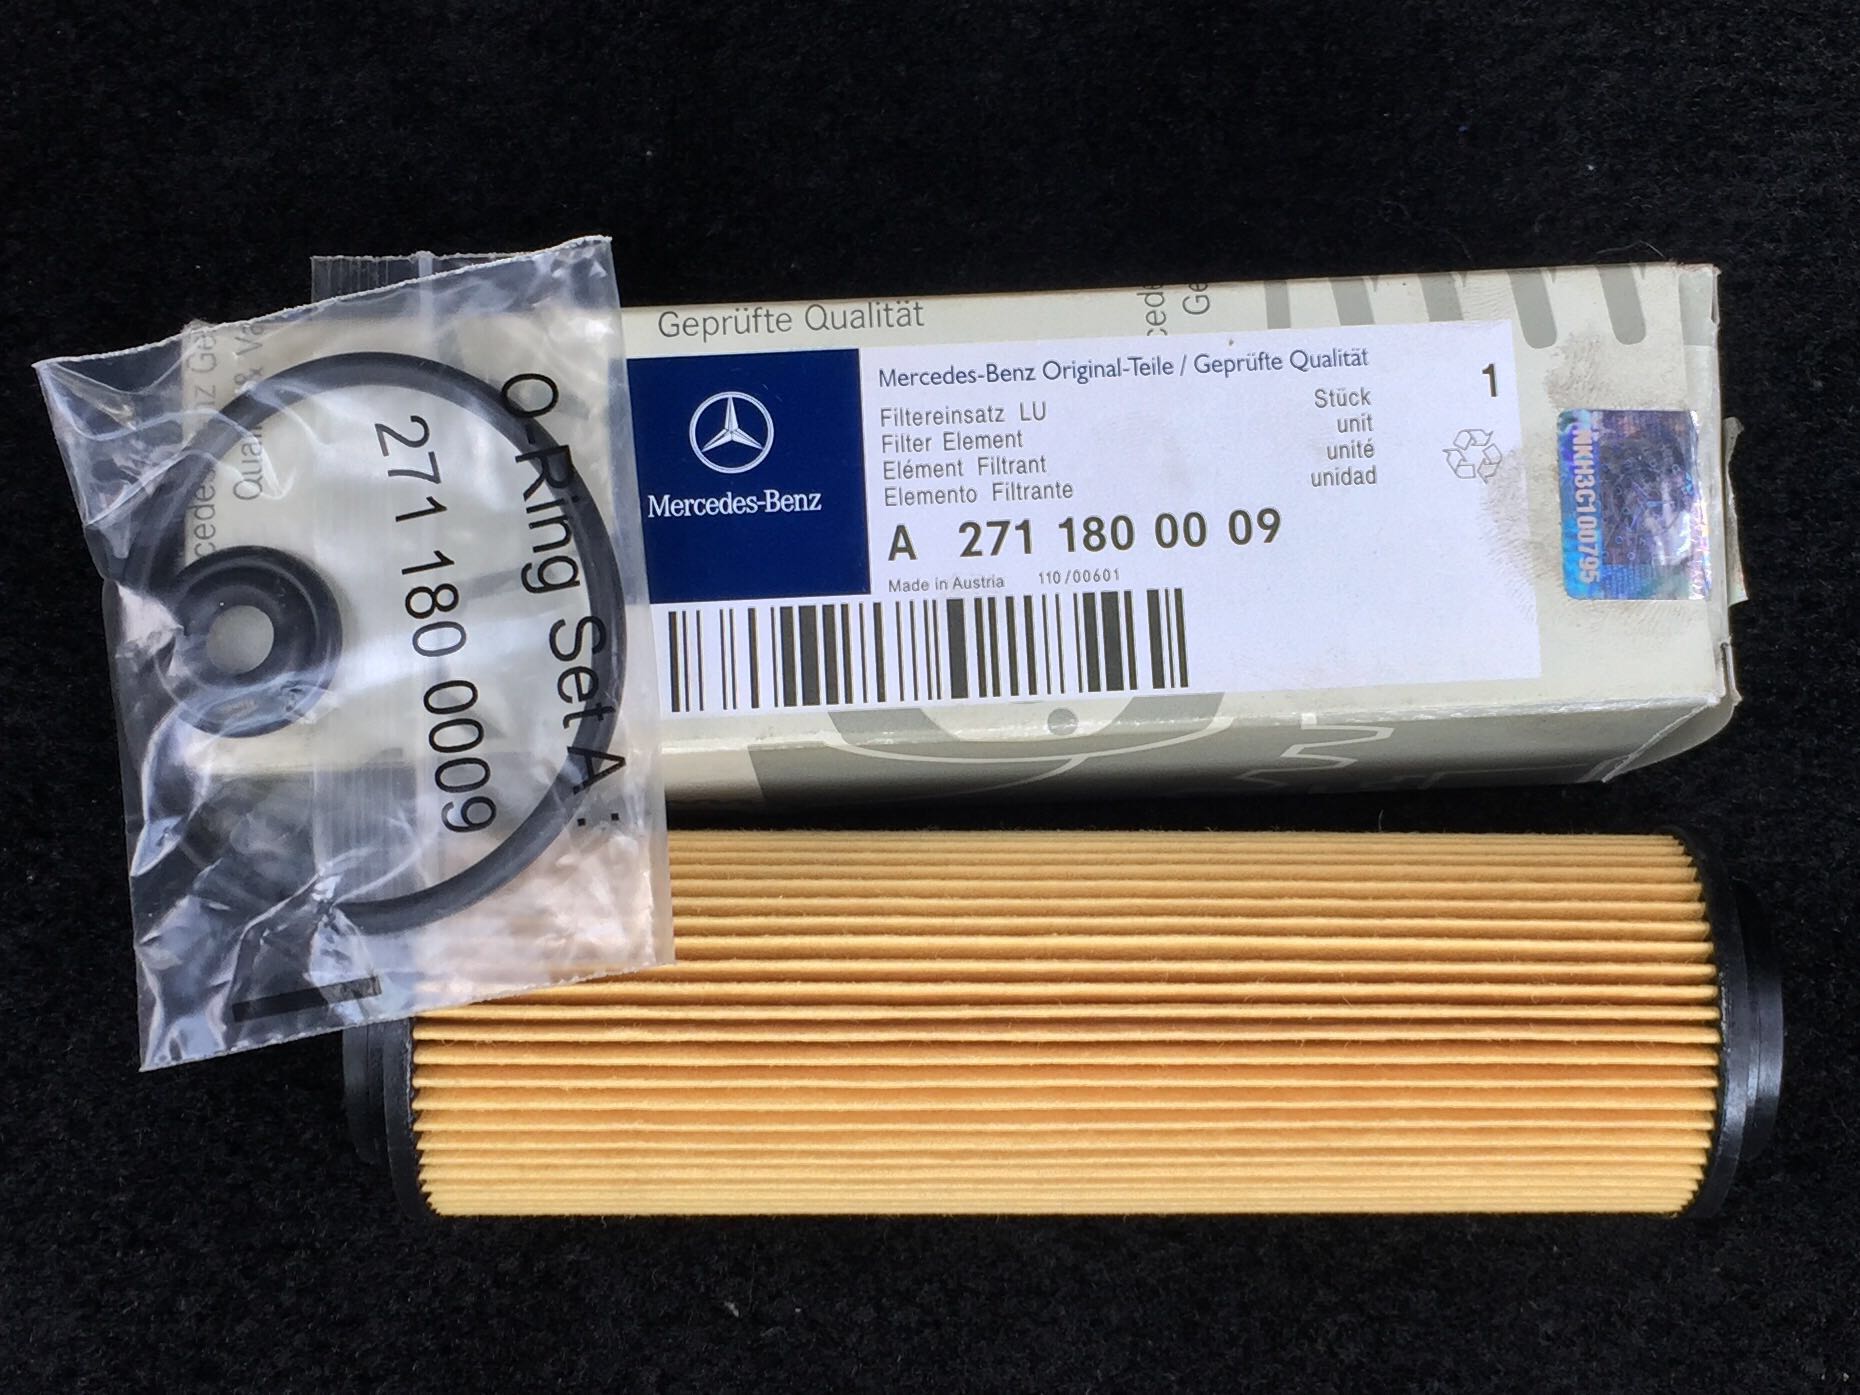 Geprüfte Qualität
Mercedes-Benz
Mercedes-Benz Original-Teile / Geprüfte Qualität
Filtereinsatz LU
Filter Element
Elément Filtrant
Elemento Filtrante
Stück
unit
unité
unidad
1
A 271 180 00 09
Made in Austria 110/00601
O-Ring Set A:
271 180 0009